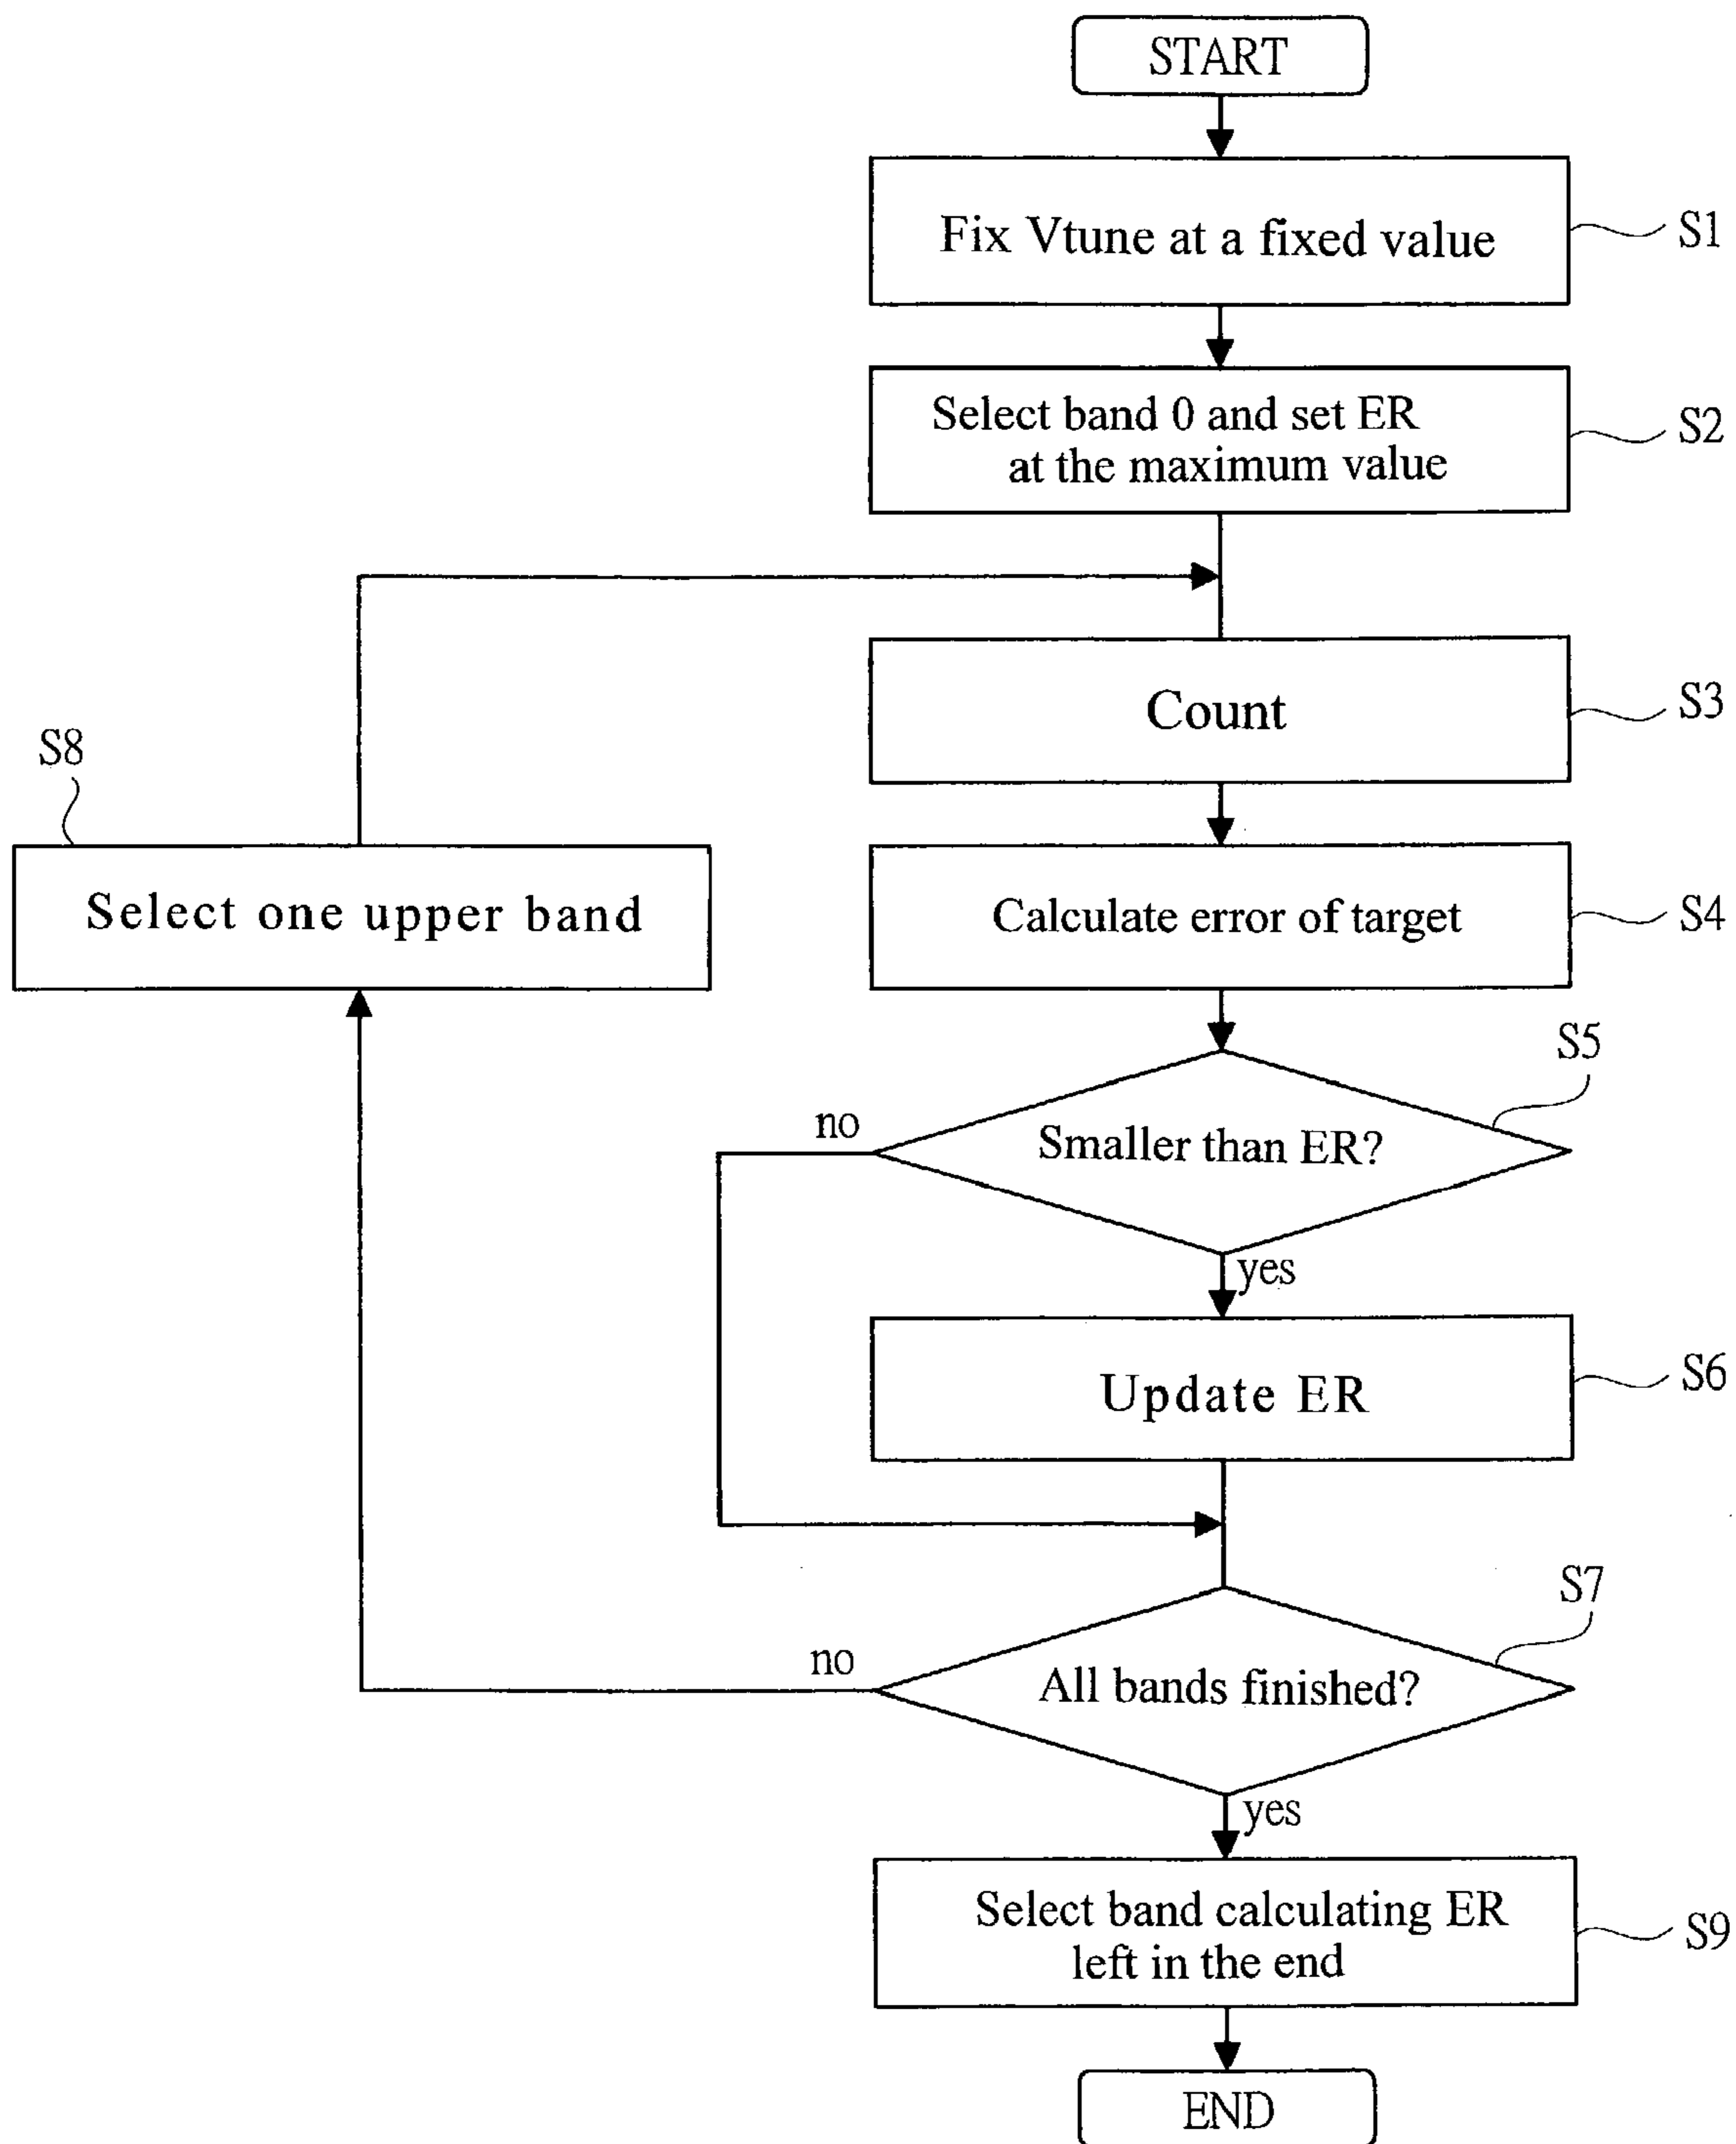 START
Fix Vtune at a fixed value
S1
Select band 0 and set ER
at the maximum value
S2
Count
S3
S8
Select one upper band
Calculate error of target
S4
S5
no
Smaller than ER?
yes
Update ER
S6
S7
no
All bands finished?
yes
Select band calculating ER
left in the end
S9
END